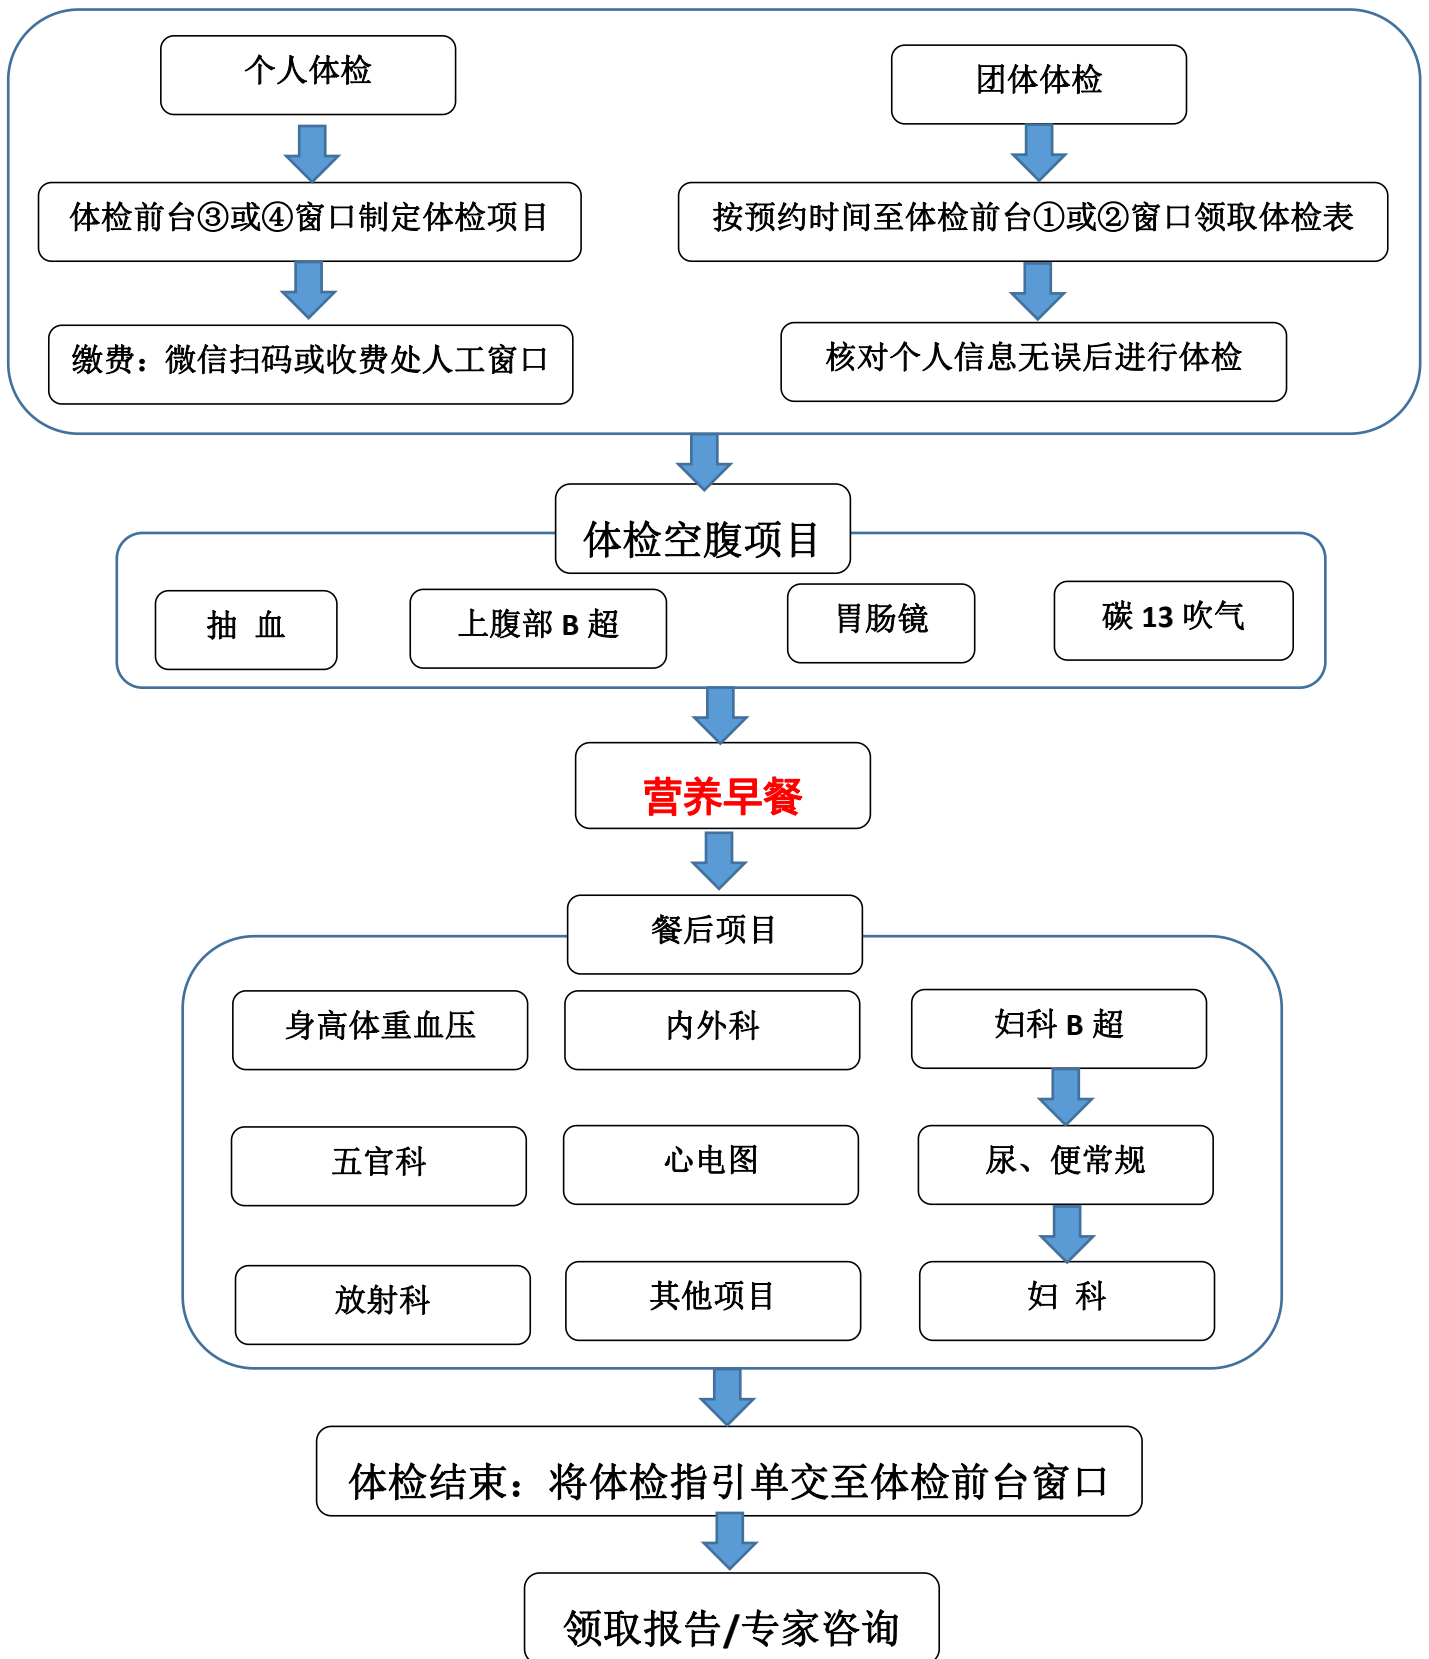 个人体检
团体体检
体检前台③或④窗口制定体检项目
按预约时间至体检前台①或②窗口领取体检表
缴费：微信扫码或收费处人工窗口
核对个人信息无误后进行体检
体检空腹项目
抽 血
上腹部 B 超
胃肠镜
碳 13 吹气
营养早餐
餐后项目
身高体重血压
内外科
妇科 B 超
五官科
心电图
尿、便常规
放射科
其他项目
妇 科
体检结束：将体检指引单交至体检前台窗口
领取报告/专家咨询